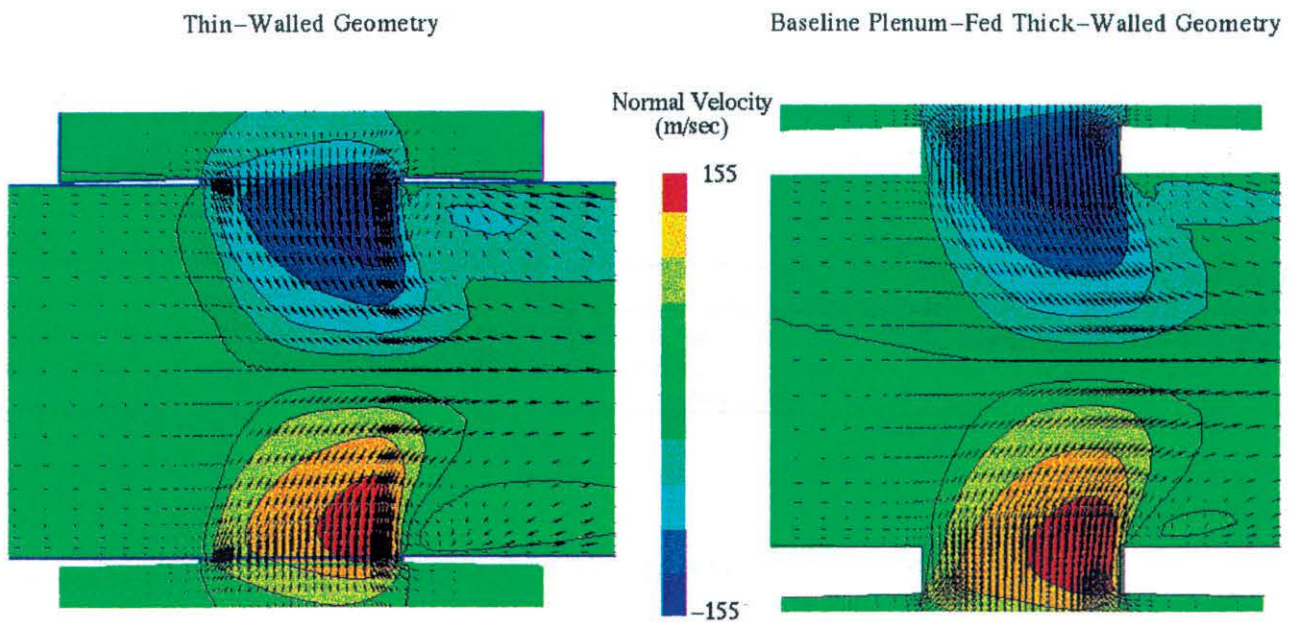 Thin–Walled Geometry
Baseline Plenum–Fed Thick–Walled Geometry
Normal Velocity
(m/sec)
155
–155